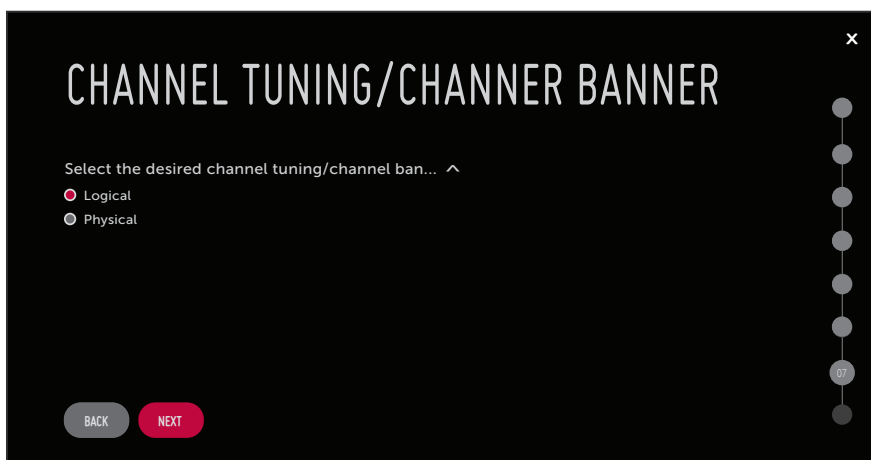 X
CHANNEL TUNING/CHANNER BANNER
Select the desired channel tuning/channel ban...
Logical
Physical
07
BACK NEXT